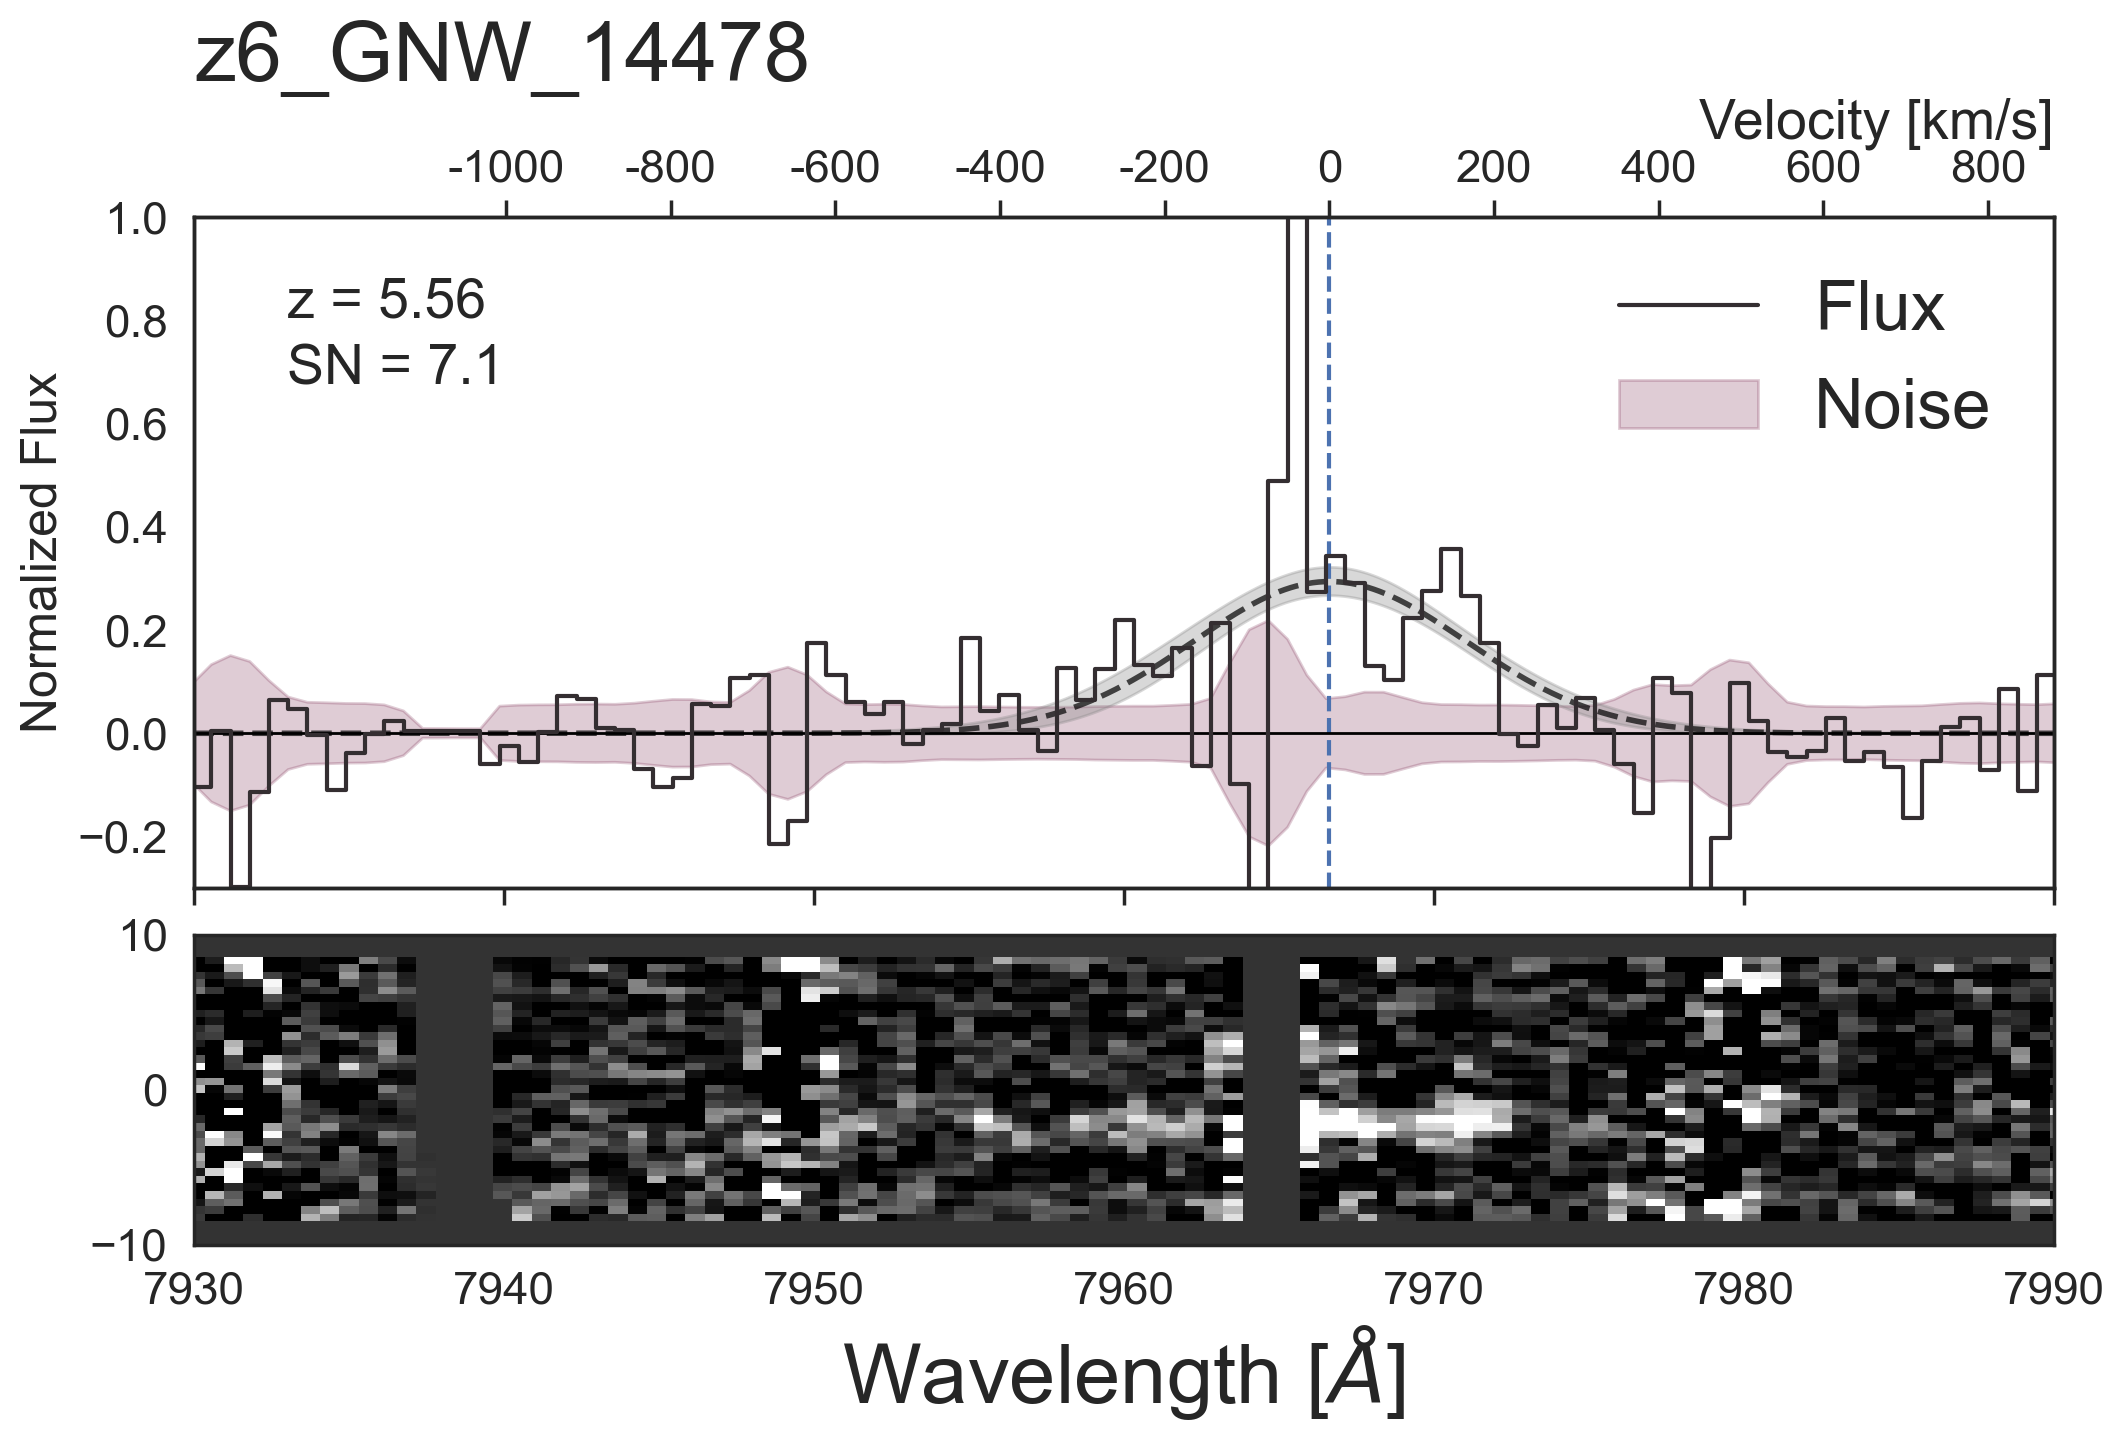 z6_GNW_14478
Velocity [km/s]
-1000 -800 -600 -400 -200 0 200 400 600 800
1.0
0.8
0.6
0.4
0.2
0.0
−0.2
Normalized Flux
z = 5.56
SN = 7.1
Flux
Noise
10
0
−10
7930 7940 7950 7960 7970 7980 7990
Wavelength [Å]